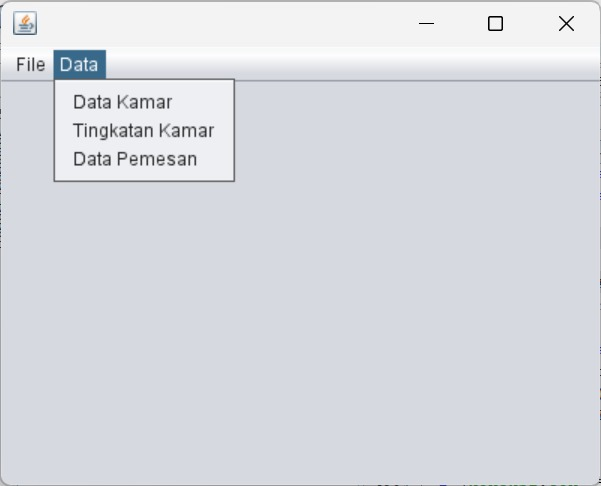 File Data
Data Kamar
Tingkatan Kamar
Data Pemesan